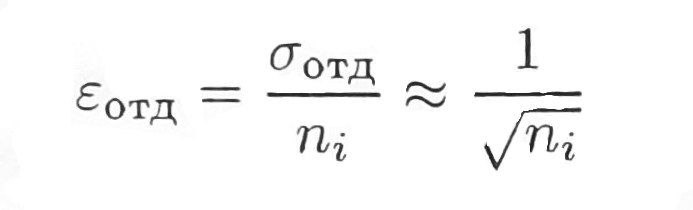 ε_отд = σ_отд / n_i ≈ 1 / √n_i